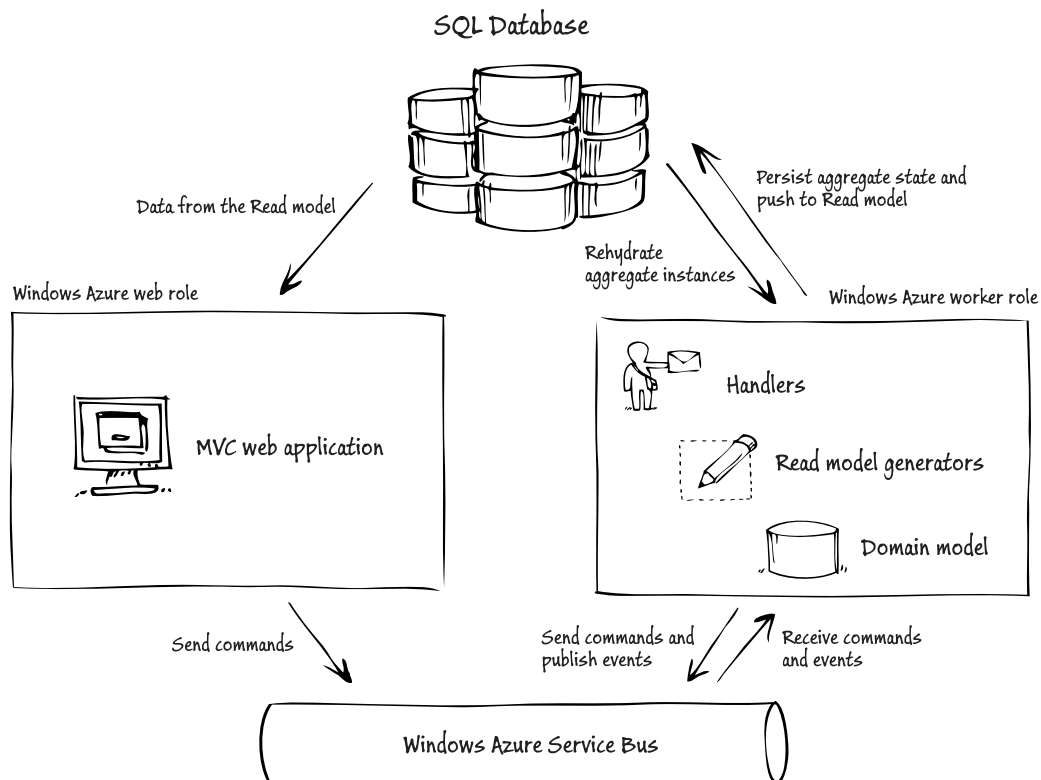 SQL Database
Data from the Read model
Persist aggregate state and
push to Read model
Rehydrate
aggregate instances
Windows Azure web role
Windows Azure worker role
MVC web application
Handlers
Read model generators
Domain model
Send commands
Send commands and
publish events
Receive commands
and events
Windows Azure Service Bus